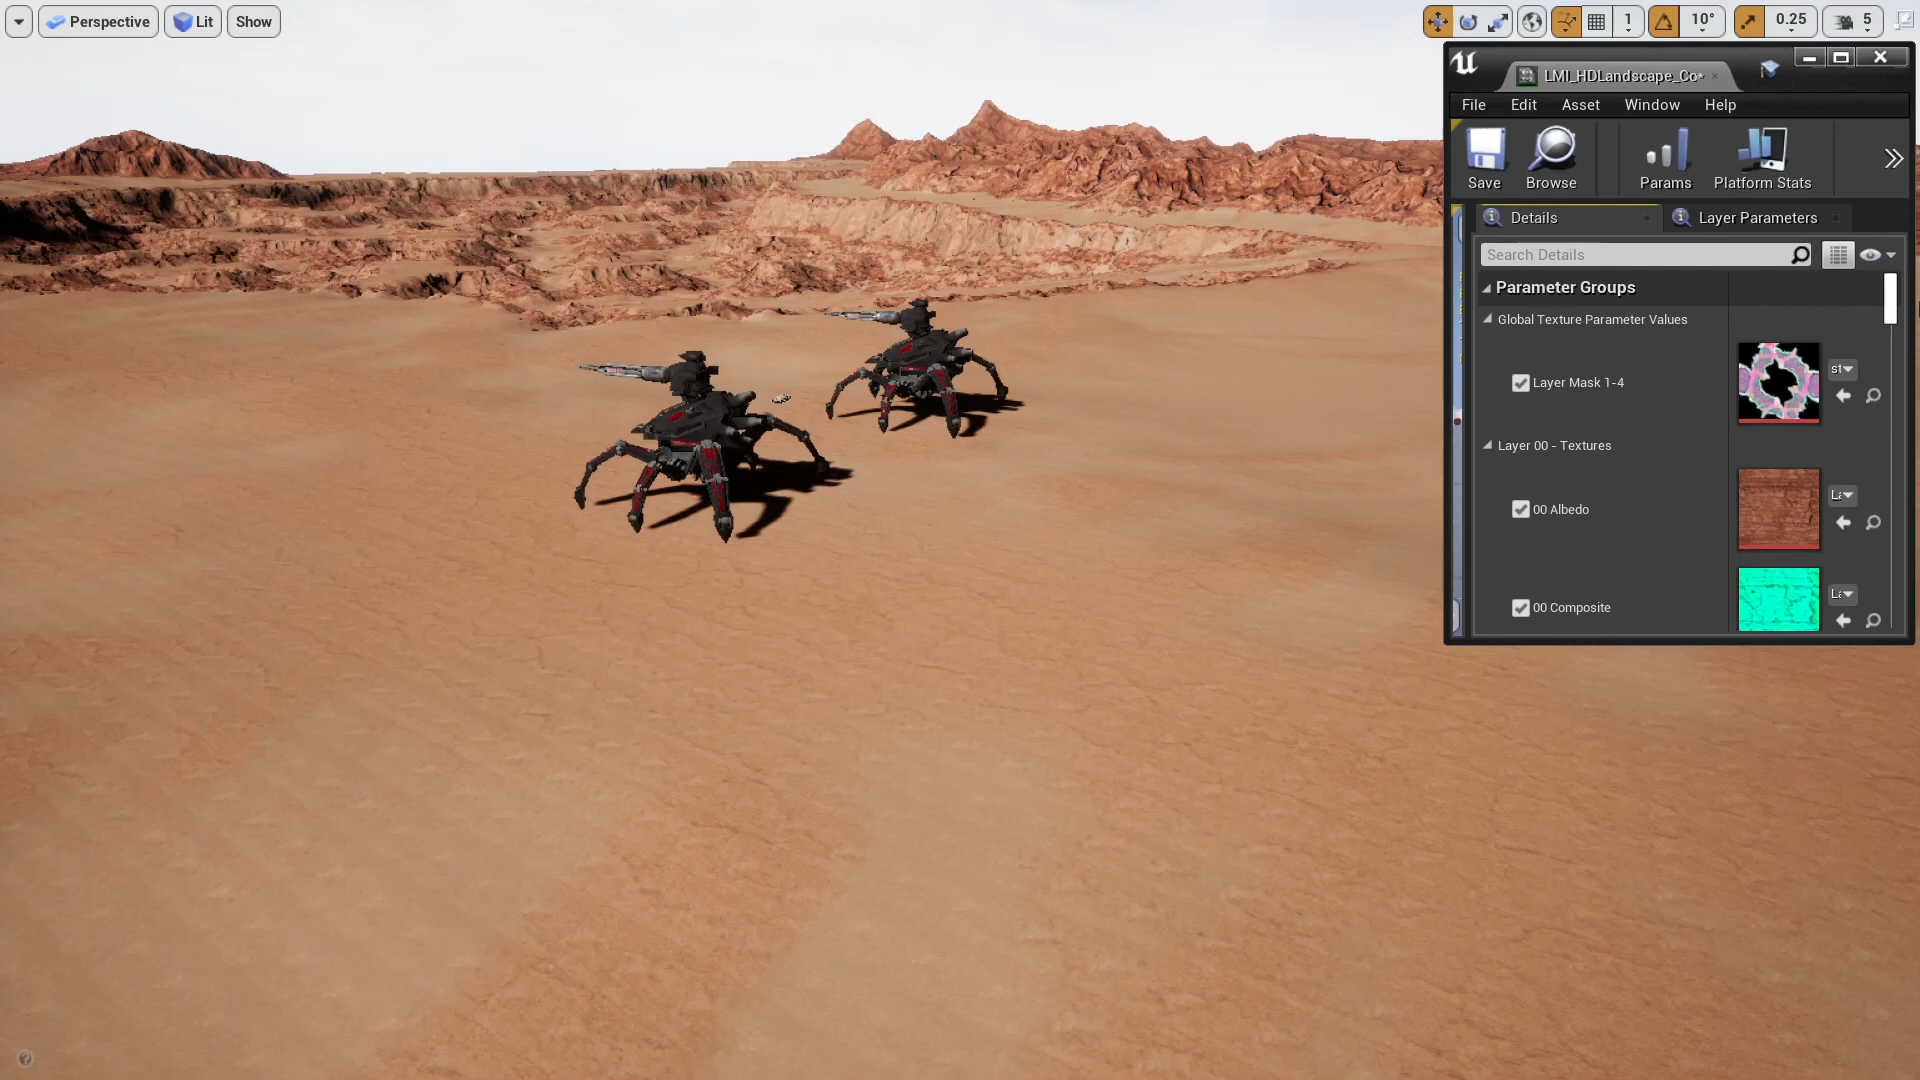 Perspective
Lit
Show
1
10°
0.25
5
LMI_HDLandscape_Co*
File Edit Asset Window Help
Save
Browse
Params
Platform Stats
Details
Layer Parameters
Search Details
Parameter Groups
Global Texture Parameter Values
Layer Mask 1-4
st
Layer 00 - Textures
00 Albedo
00 Composite